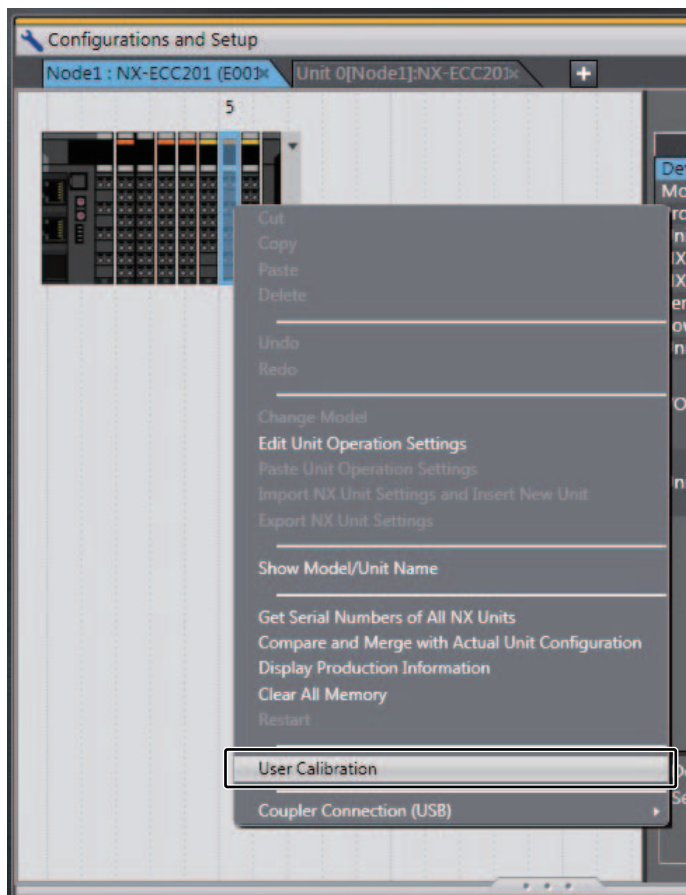 Configurations and Setup
Node1 : NX-ECC201 (E001
Unit 0[Node1]:NX-ECC201
5
Cut
Copy
Paste
Delete
Undo
Redo
Change Model
Edit Unit Operation Settings
Paste Unit Operation Settings
Import NX Unit Settings and Insert New Unit
Export NX Unit Settings
Show Model/Unit Name
Get Serial Numbers of All NX Units
Compare and Merge with Actual Unit Configuration
Display Production Information
Clear All Memory
Restart
User Calibration
Coupler Connection (USB)